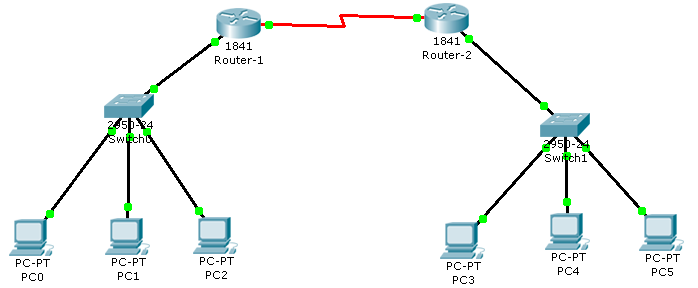 1841
Router-1
1841
Router-2
2950-24
Switch0
2950-24
Switch1
PC-PT
PC0
PC-PT
PC1
PC-PT
PC2
PC-PT
PC3
PC-PT
PC4
PC-PT
PC5